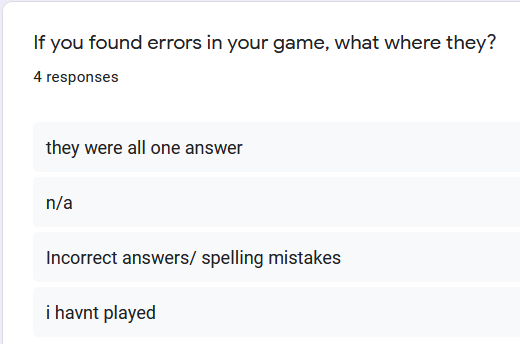 If you found errors in your game, what where they?
4 responses
they were all one answer
n/a
Incorrect answers/ spelling mistakes
i havnt played